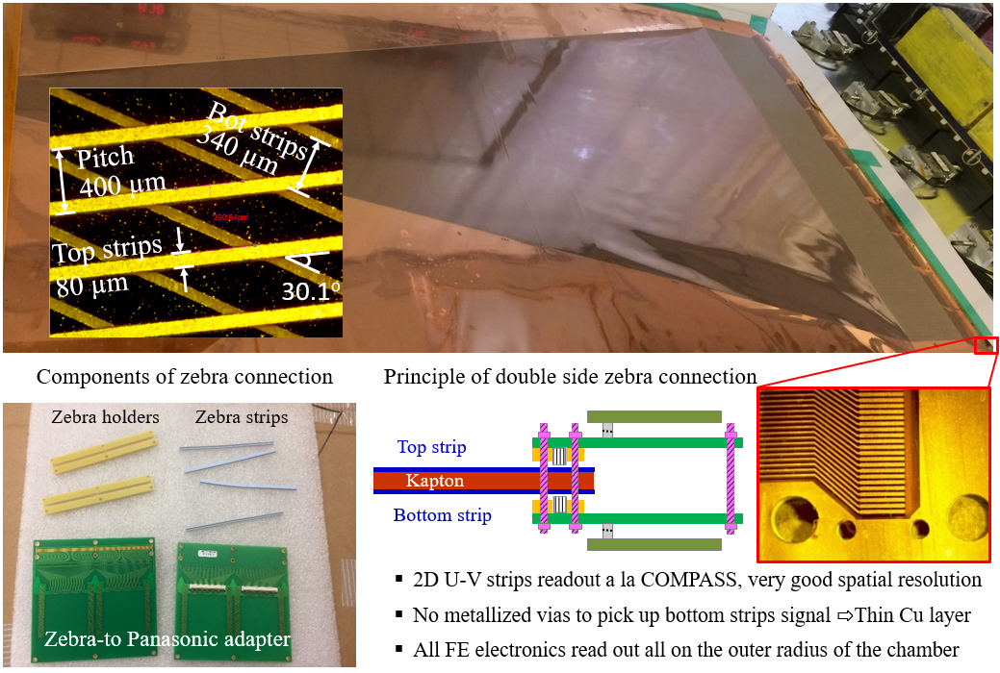 Bot strips
340 µm
Pitch
400 µm
390.64µm
Top strips
80 µm
30.1°
Components of zebra connection
Principle of double side zebra connection
Zebra holders
Zebra strips
Zebra-to Panasonic adapter
Top strip
Kapton
Bottom strip
▪ 2D U-V strips readout a la COMPASS, very good spatial resolution
▪ No metallized vias to pick up bottom strips signal ⇨Thin Cu layer
▪ All FE electronics read out all on the outer radius of the chamber